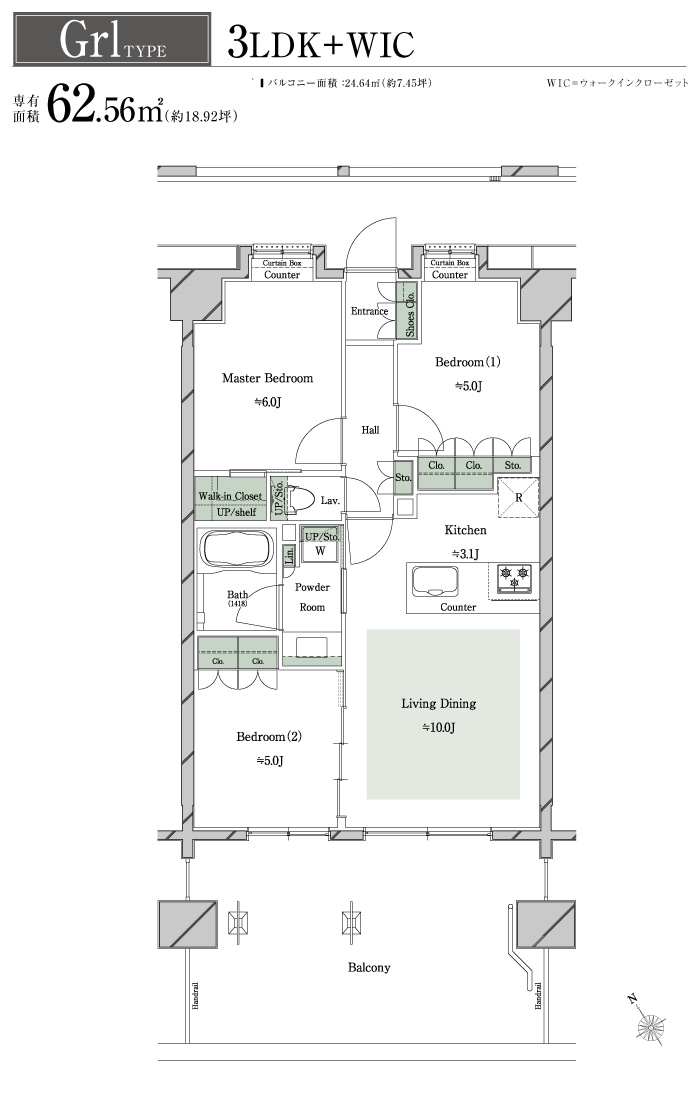 Grl TYPE
3LDK+WIC
バルコニー面積:24.64㎡(約7.45坪)
WIC=ウォークインクローゼット
専有面積 62.56㎡(約18.92坪)
Curtain Box
Counter
Curtain Box
Counter
Entrance
Shoes Clo.
Master Bedroom
≒6.0J
Bedroom(1)
≒5.0J
Hall
Clo.
Clo.
Sto.
Sto.
Walk-in Closet
UP/shelf
UP/Sto.
Lav.
R
Kitchen
≒3.1J
UP/Sto.
W
Lin.
Powder
Room
Bath
(1418)
Counter
Clo.
Clo.
Living Dining
≒10.0J
Bedroom(2)
≒5.0J
Balcony
Handrail
Handrail
N